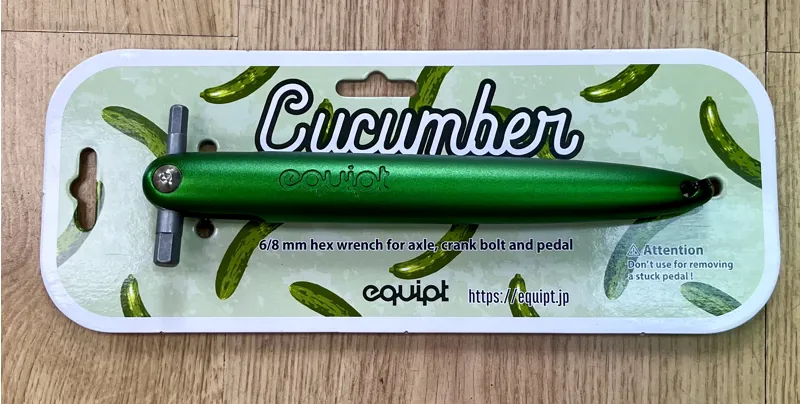 Cucumber
equipt
6/8 mm hex wrench for axle, crank bolt and pedal
⚠ Attention
Don't use for removing
a stuck pedal !
equipt
https://equipt.jp